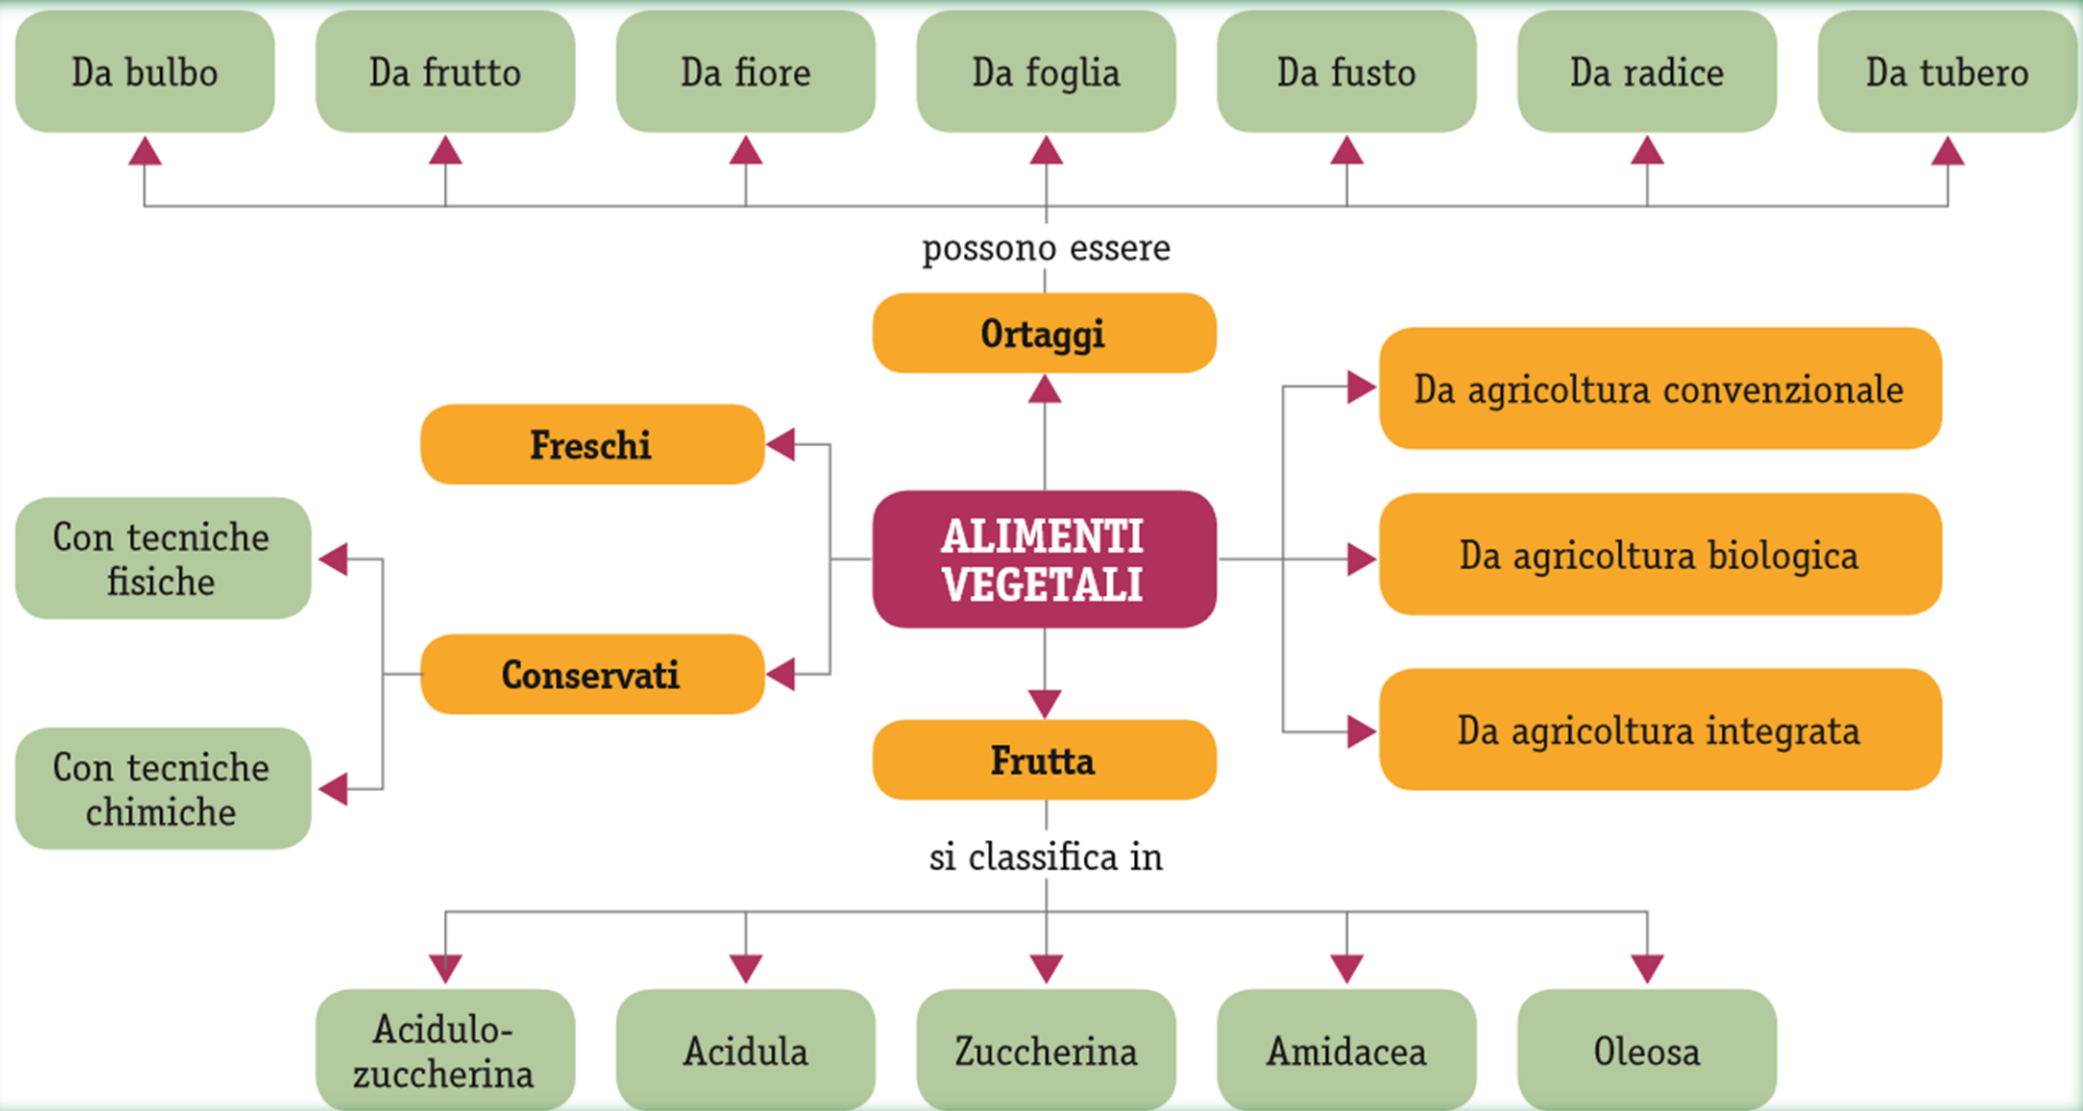 Da bulbo
Da frutto
Da fiore
Da foglia
Da fusto
Da radice
Da tubero
possono essere
Ortaggi
Da agricoltura convenzionale
Freschi
ALIMENTI
VEGETALI
Da agricoltura biologica
Con tecniche
fisiche
Conservati
Da agricoltura integrata
Frutta
Con tecniche
chimiche
si classifica in
Acidulo-
zuccherina
Acidula
Zuccherina
Amidacea
Oleosa